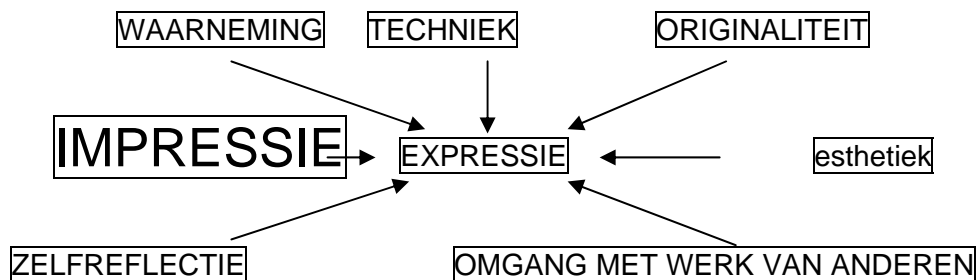 WAARNEMING TECHNIEK ORIGINALITEIT
IMPRESSIE EXPRESSIE esthetiek
ZELFREFLECTIE OMGANG MET WERK VAN ANDEREN